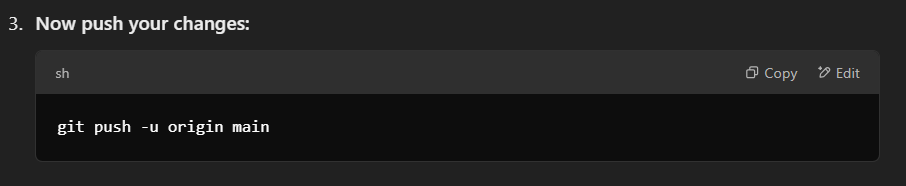 3. Now push your changes:
sh Copy Edit
git push -u origin main